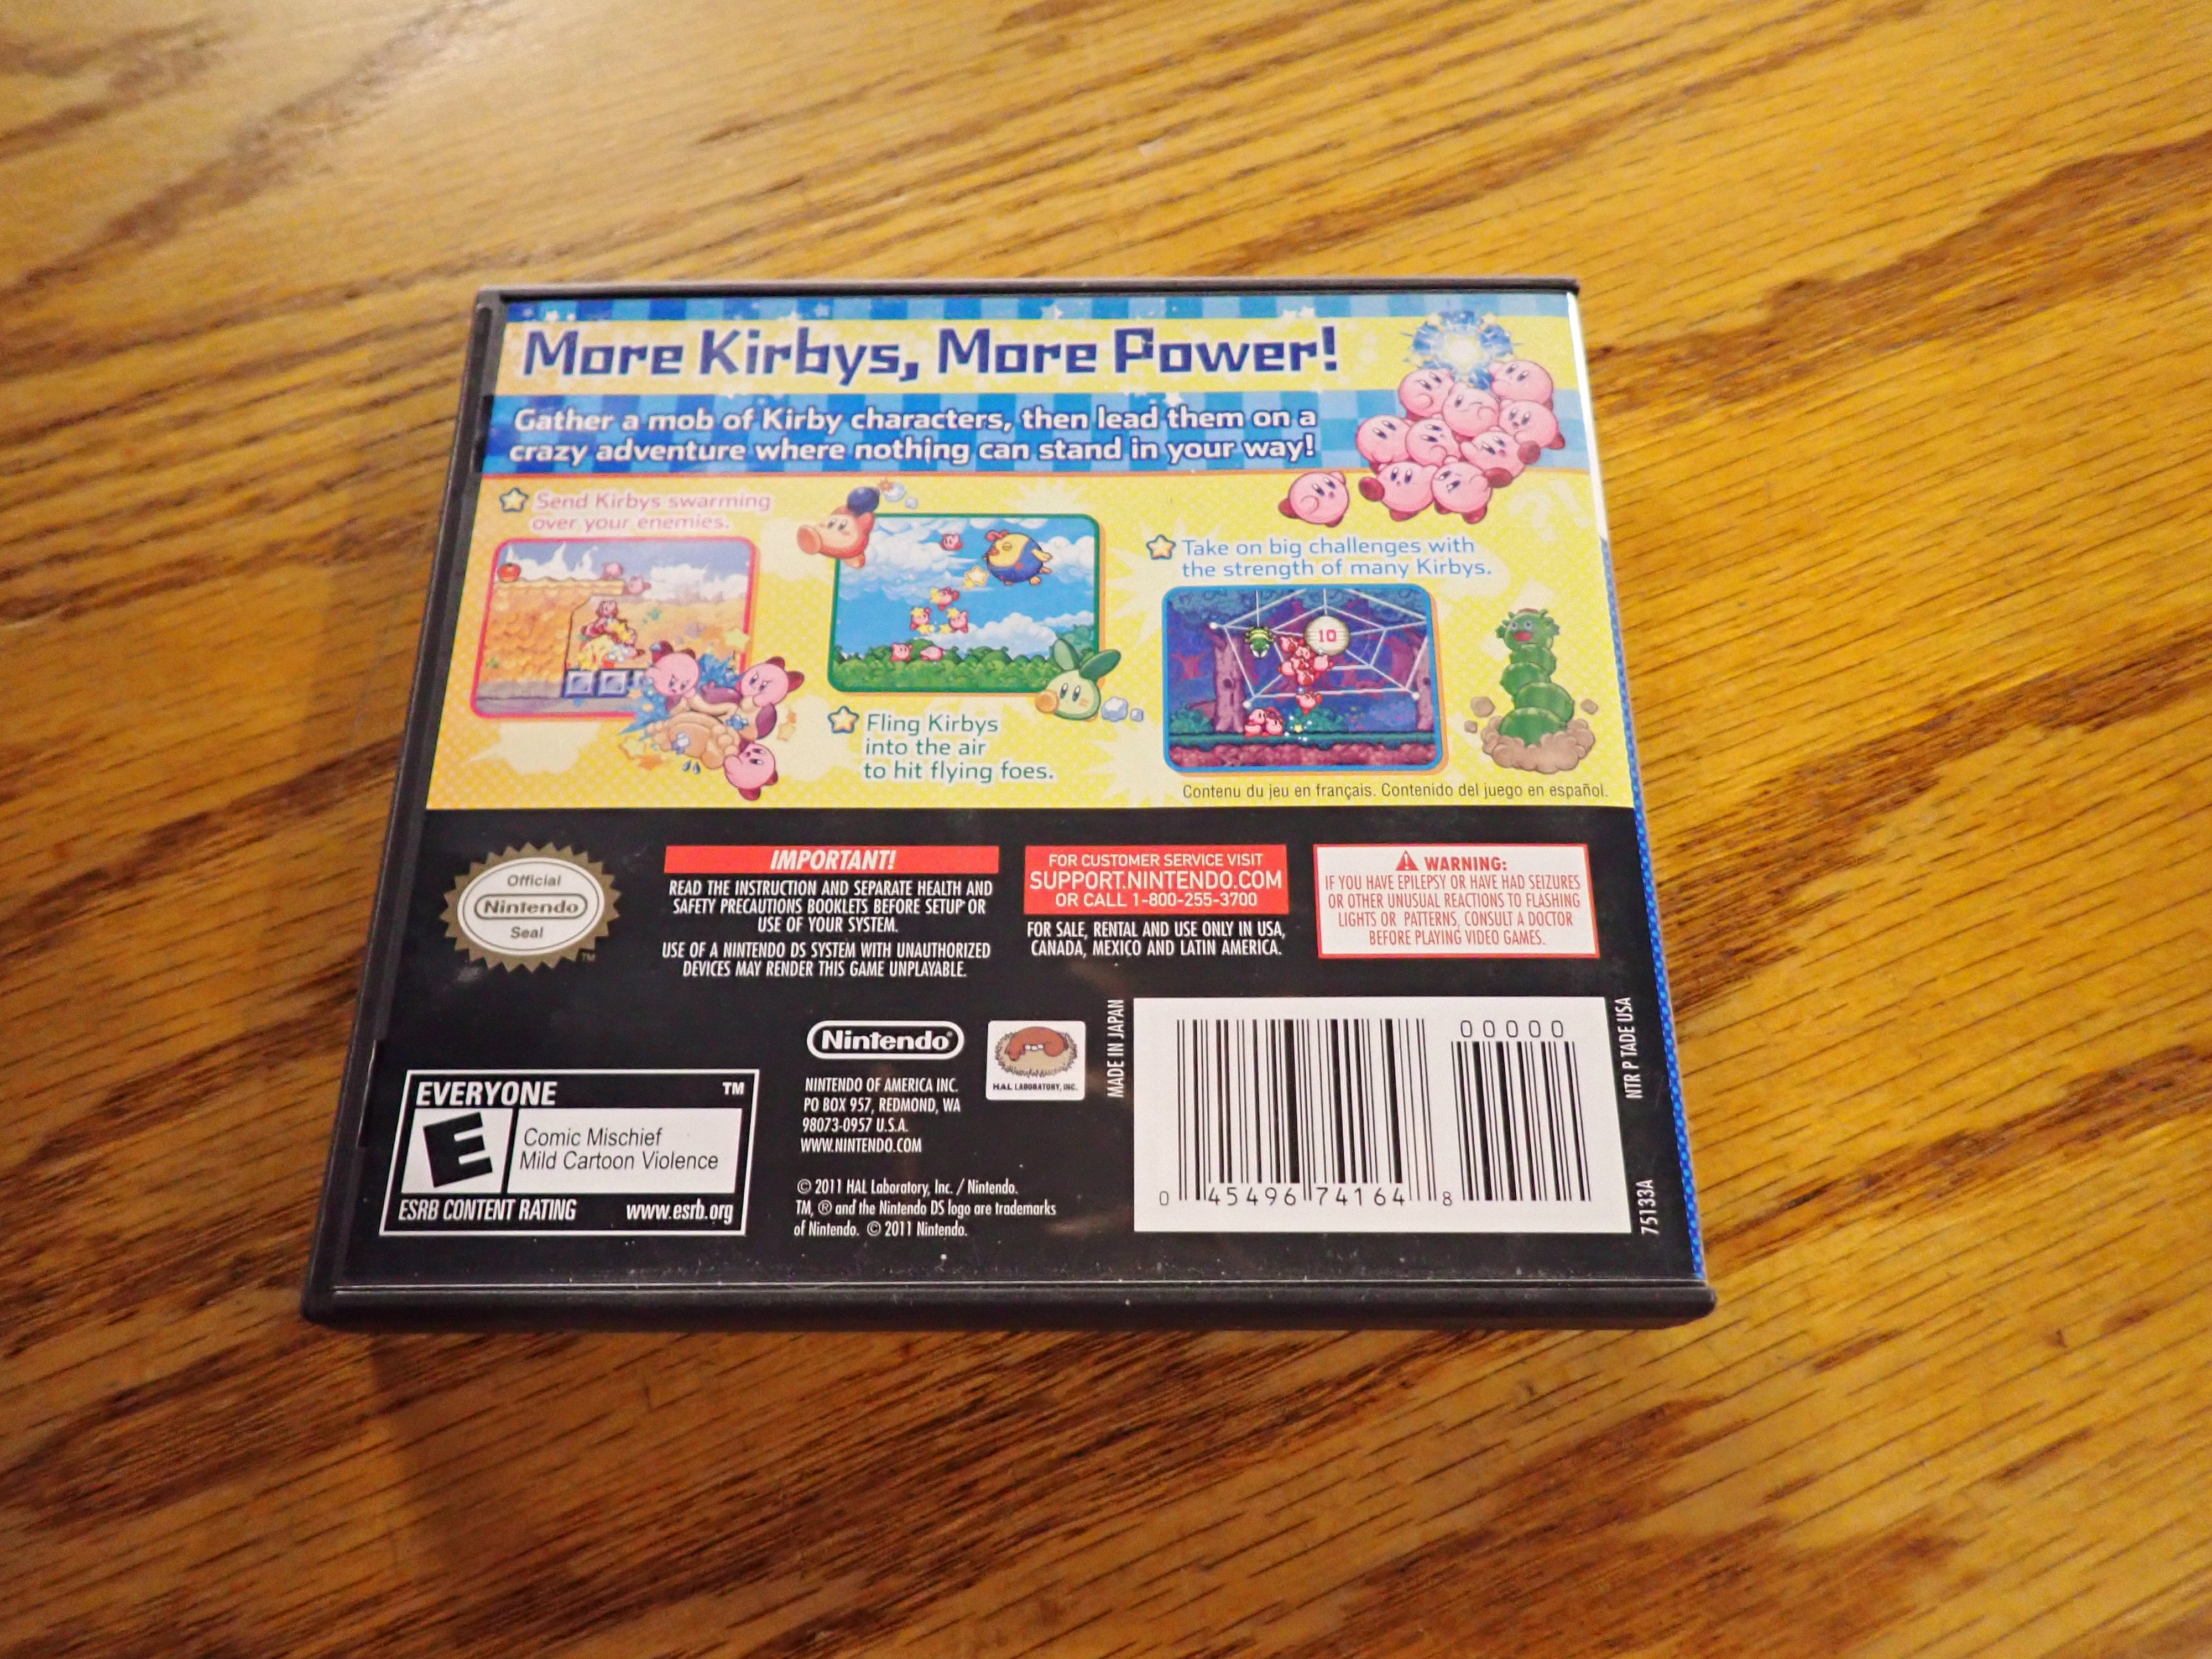 More Kirbys, More Power!
Gather a mob of Kirby characters, then lead them on a
crazy adventure where nothing can stand in your way!
Send Kirbys swarming
over your enemies.
Fling Kirbys
into the air
to hit flying foes.
Take on big challenges with
the strength of many Kirbys.
10
Contenu du jeu en français. Contenido del juego en español.
Official
Nintendo
Seal
TM
IMPORTANT!
READ THE INSTRUCTION AND SEPARATE HEALTH AND
SAFETY PRECAUTIONS BOOKLETS BEFORE SETUP OR
USE OF YOUR SYSTEM.
USE OF A NINTENDO DS SYSTEM WITH UNAUTHORIZED
DEVICES MAY RENDER THIS GAME UNPLAYABLE.
FOR CUSTOMER SERVICE VISIT
SUPPORT.NINTENDO.COM
OR CALL 1-800-255-3700
FOR SALE, RENTAL AND USE ONLY IN USA,
CANADA, MEXICO AND LATIN AMERICA.
WARNING:
IF YOU HAVE EPILEPSY OR HAVE HAD SEIZURES
OR OTHER UNUSUAL REACTIONS TO FLASHING
LIGHTS OR PATTERNS, CONSULT A DOCTOR
BEFORE PLAYING VIDEO GAMES.
EVERYONE TM
E
Comic Mischief
Mild Cartoon Violence
ESRB CONTENT RATING www.esrb.org
Nintendo®
NINTENDO OF AMERICA INC.
PO BOX 957, REDMOND, WA
98073-0957 U.S.A.
WWW.NINTENDO.COM
HAL LABORATORY, INC.
© 2011 HAL Laboratory, Inc. / Nintendo.
TM, ® and the Nintendo DS logo are trademarks
of Nintendo. © 2011 Nintendo.
MADE IN JAPAN
00000
0 45496 74164 8
NTR P TADE USA
75133A